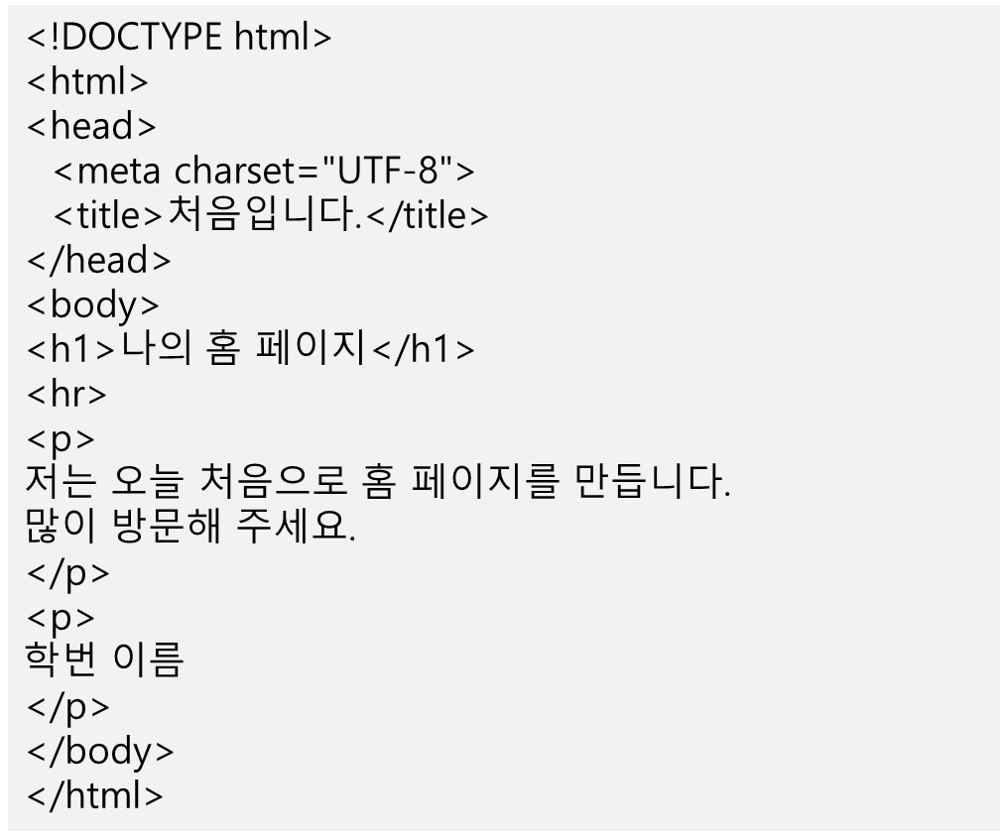 <!DOCTYPE html>
<html>
<head>
  <meta charset="UTF-8">
  <title>처음입니다.</title>
</head>
<body>
<h1>나의 홈 페이지</h1>
<hr>
<p>
저는 오늘 처음으로 홈 페이지를 만듭니다.
많이 방문해 주세요.
</p>
<p>
학번 이름
</p>
</body>
</html>